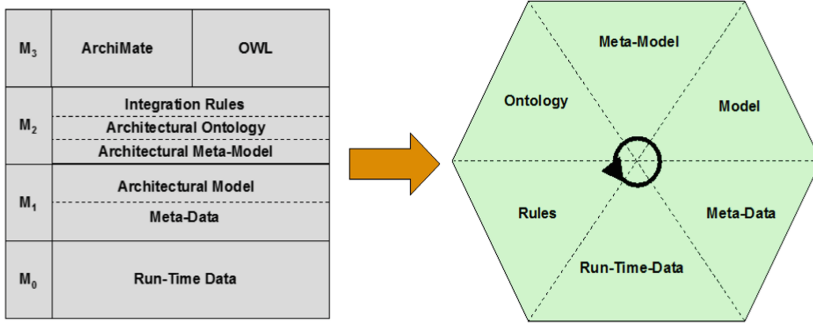 M3 ArchiMate OWL
M2 Integration Rules
Architectural Ontology
Architectural Meta-Model
M1 Architectural Model
Meta-Data
M0 Run-Time Data
Meta-Model
Ontology Model
Rules Meta-Data
Run-Time-Data